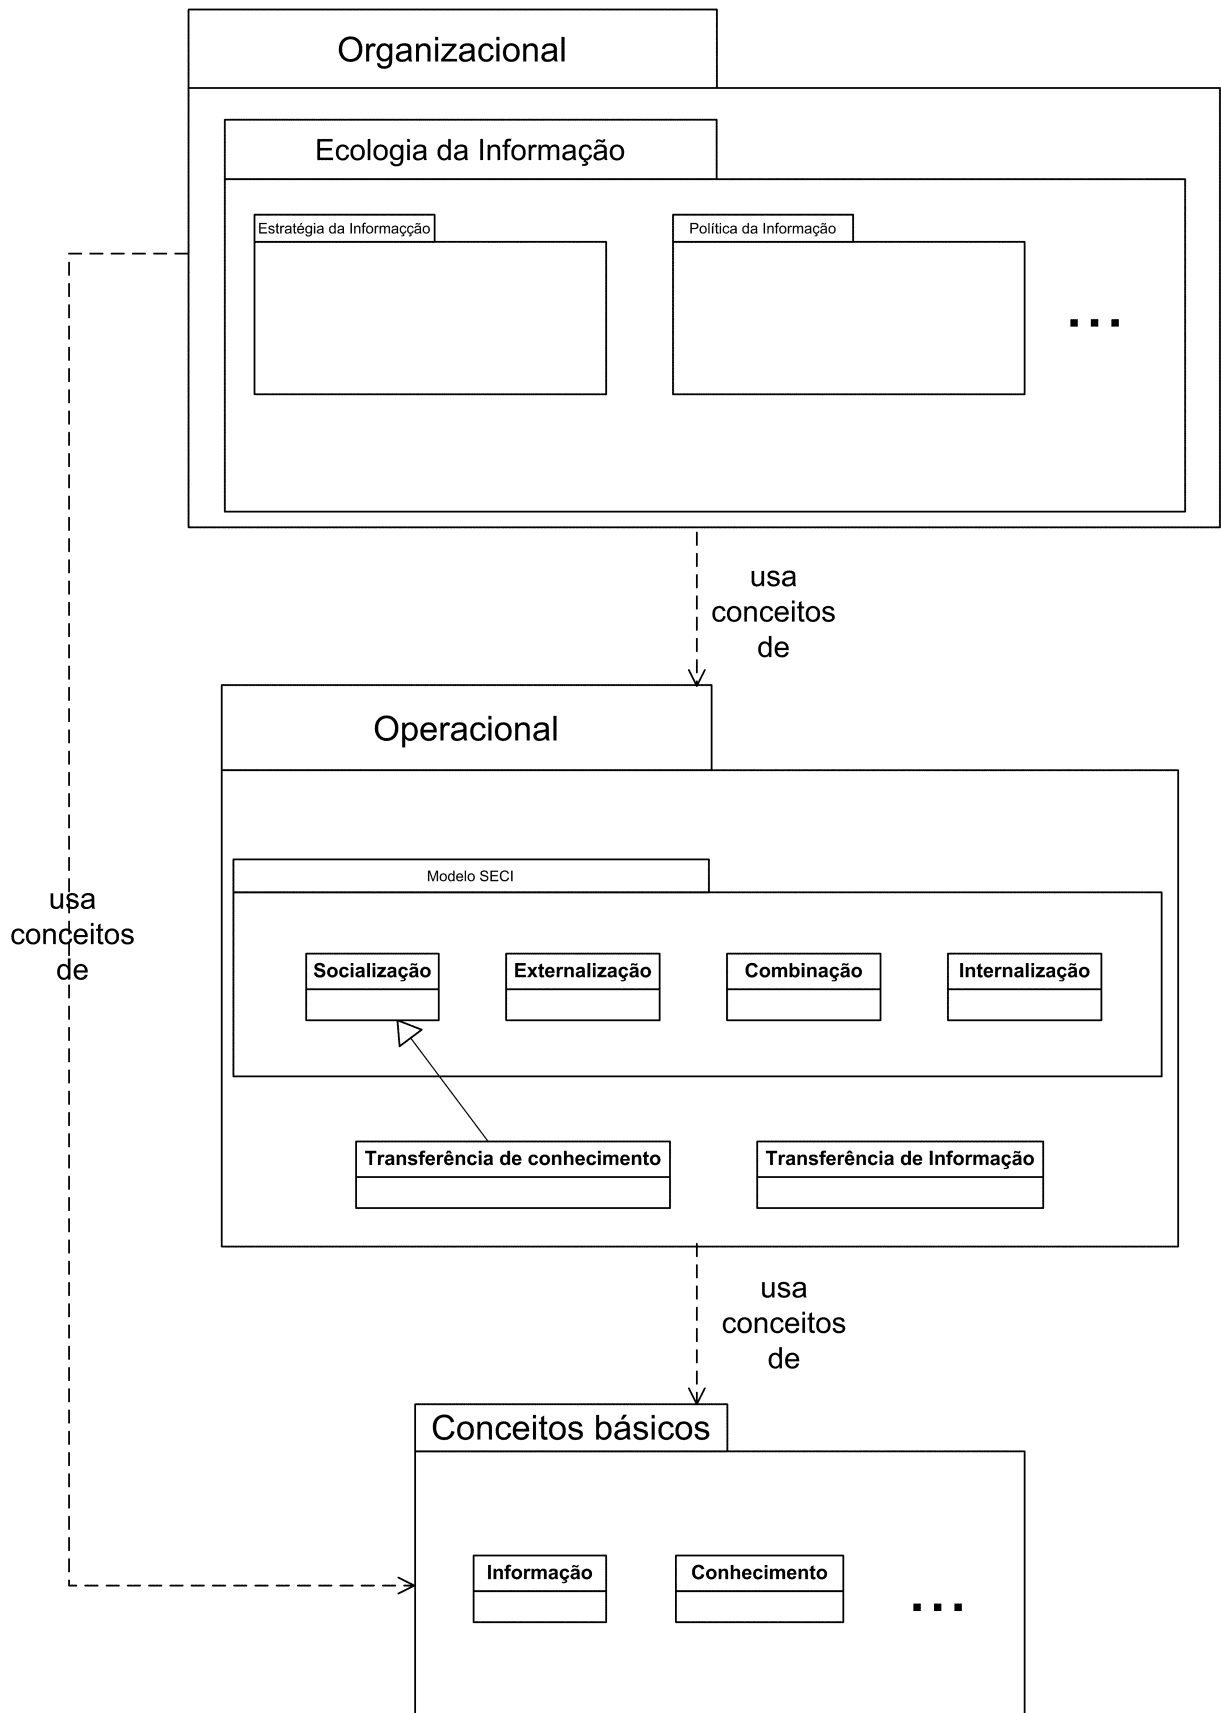 Organizacional
Ecologia da Informação
Estratégia da Informaçção
Política da Informação
...
usa
conceitos
de
Operacional
Modelo SECI
usa
conceitos
de
Socialização
Externalização
Combinação
Internalização
Transferência de conhecimento
Transferência de Informação
usa
conceitos
de
Conceitos básicos
Informação
Conhecimento
...